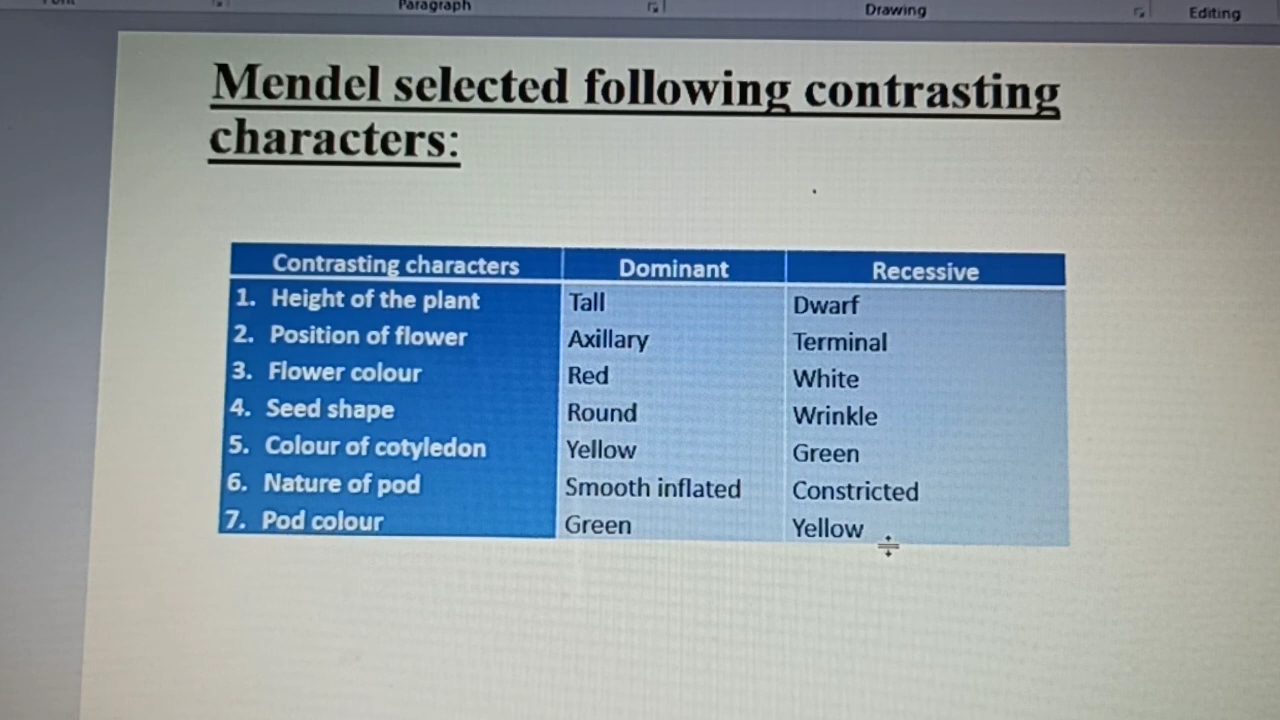 Paragraph
Drawing
Editing
Mendel selected following contrasting
characters:
Contrasting characters Dominant Recessive
1. Height of the plant Tall Dwarf
2. Position of flower Axillary Terminal
3. Flower colour Red White
4. Seed shape Round Wrinkle
5. Colour of cotyledon Yellow Green
6. Nature of pod Smooth inflated Constricted
7. Pod colour Green Yellow